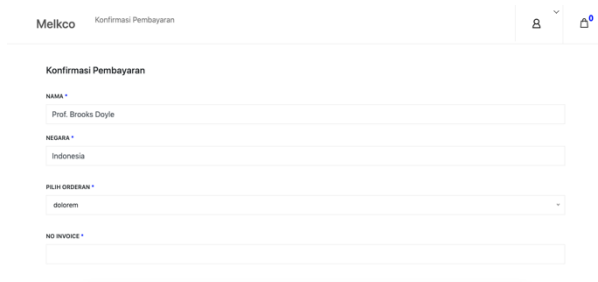 Melkco
Konfirmasi Pembayaran
0
Konfirmasi Pembayaran
NAMA *
Prof. Brooks Doyle
NEGARA *
Indonesia
PILIH ORDERAN *
dolorem
NO INVOICE *